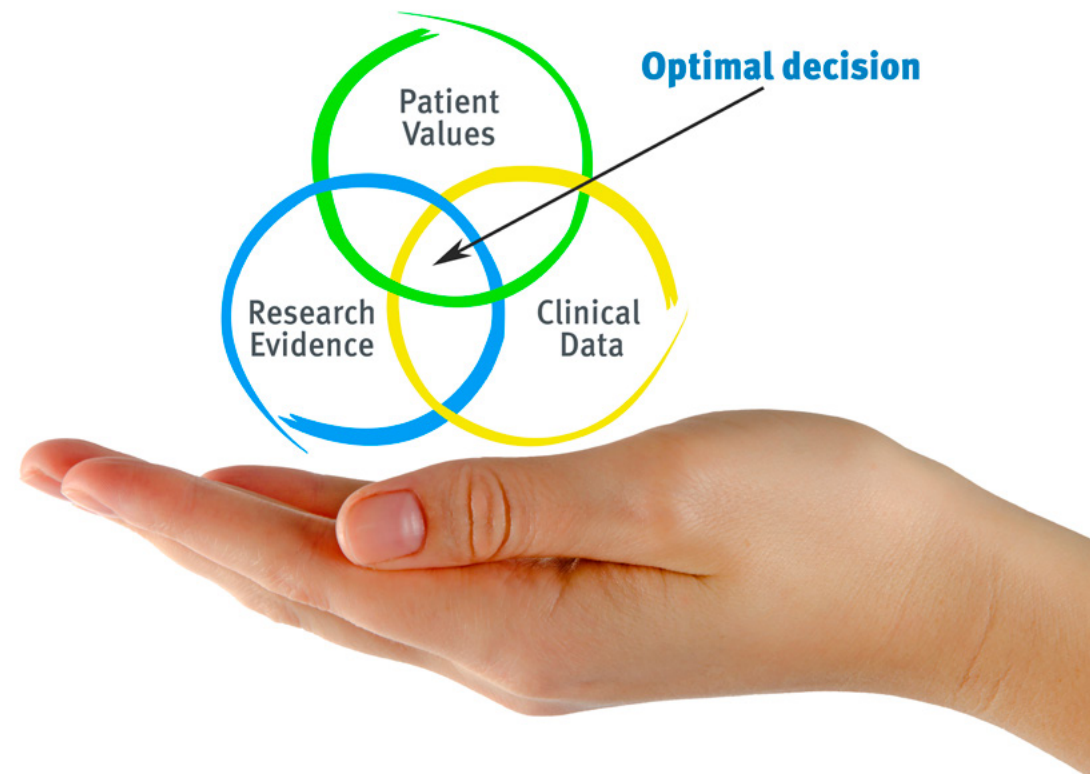 Optimal decision
Patient
Values
Research
Evidence
Clinical
Data